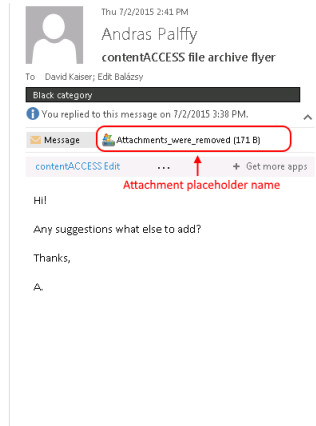 Thu 7/2/2015 2:41 PM
Andras Palffy
contentACCESS file archive flyer
To David Kaiser; Edit Balázsy
Black category
You replied to this message on 7/2/2015 3:38 PM.
Message Attachments_were_removed (171 B)
contentACCESS Edit ... + Get more apps
Attachment placeholder name
Hi!
Any suggestions what else to add?
Thanks,
A.